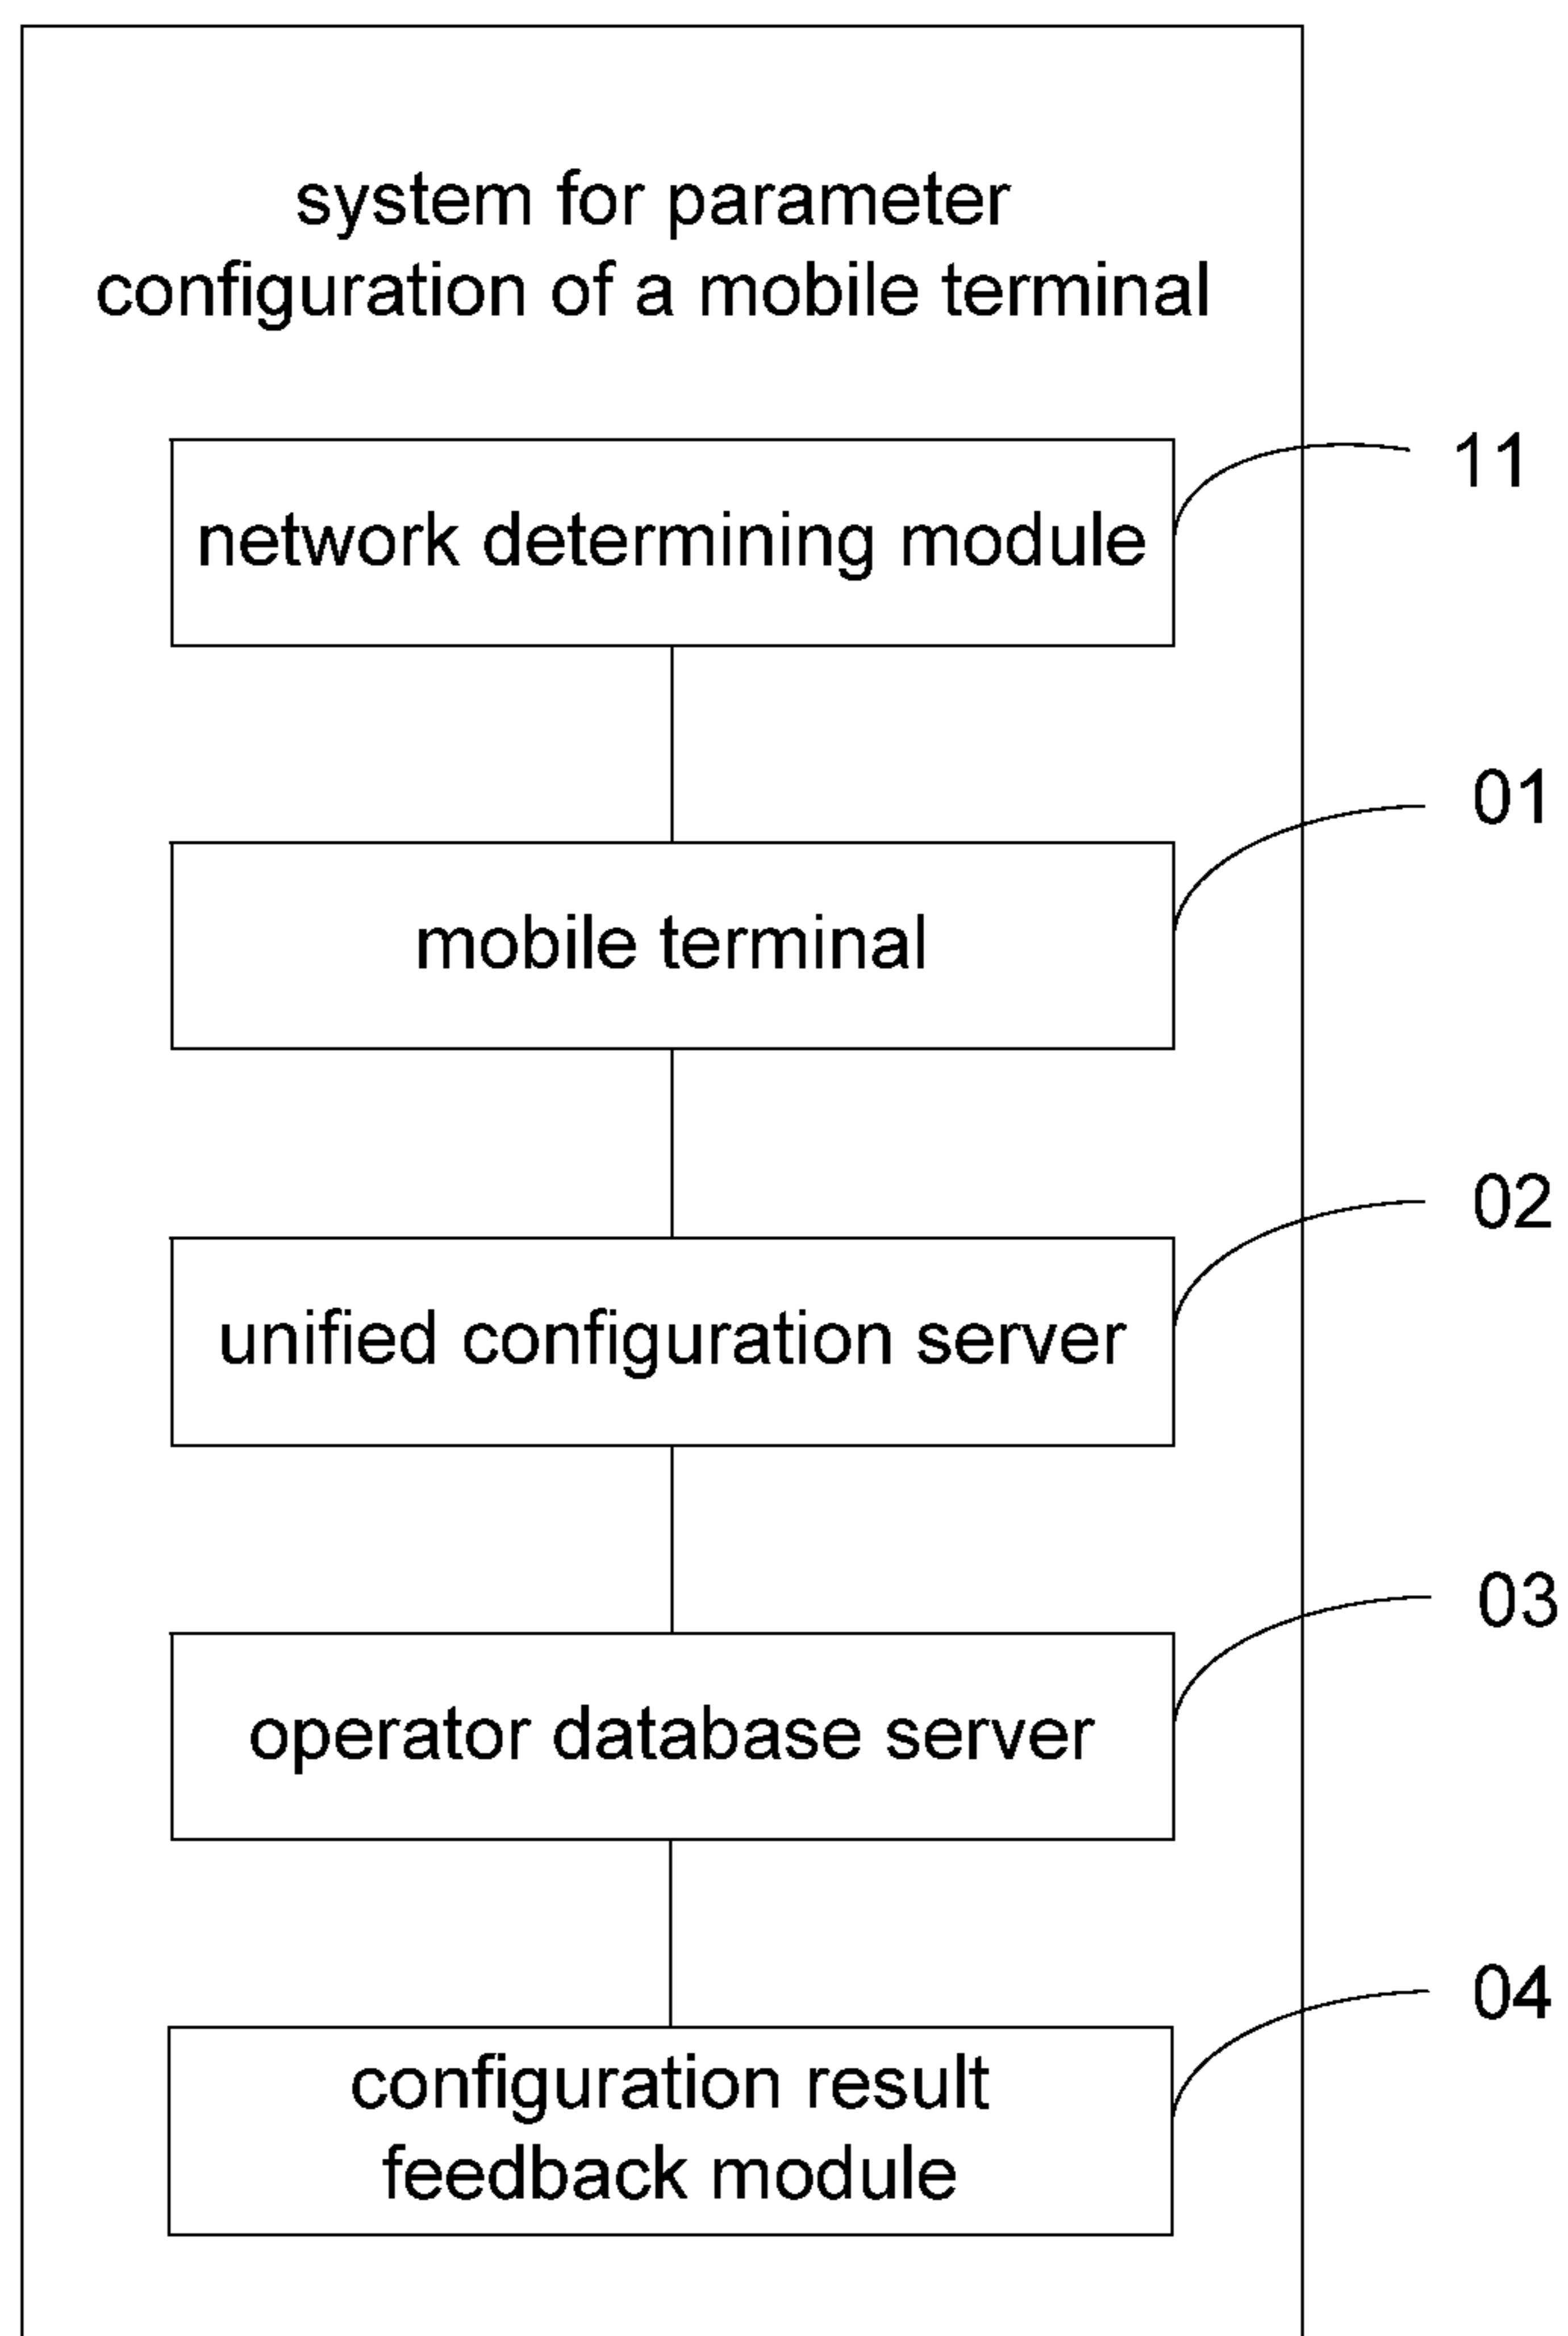 system for parameter
configuration of a mobile terminal
11
network determining module
01
mobile terminal
02
unified configuration server
03
operator database server
04
configuration result
feedback module